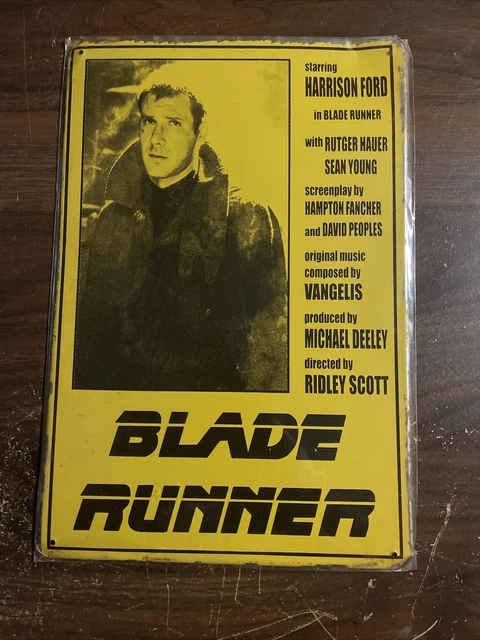 starring
HARRISON FORD
in BLADE RUNNER
with RUTGER HAUER
SEAN YOUNG
screenplay by
HAMPTON FANCHER
and DAVID PEOPLES
original music
composed by
VANGELIS
produced by
MICHAEL DEELEY
directed by
RIDLEY SCOTT
BLADE
RUNNER